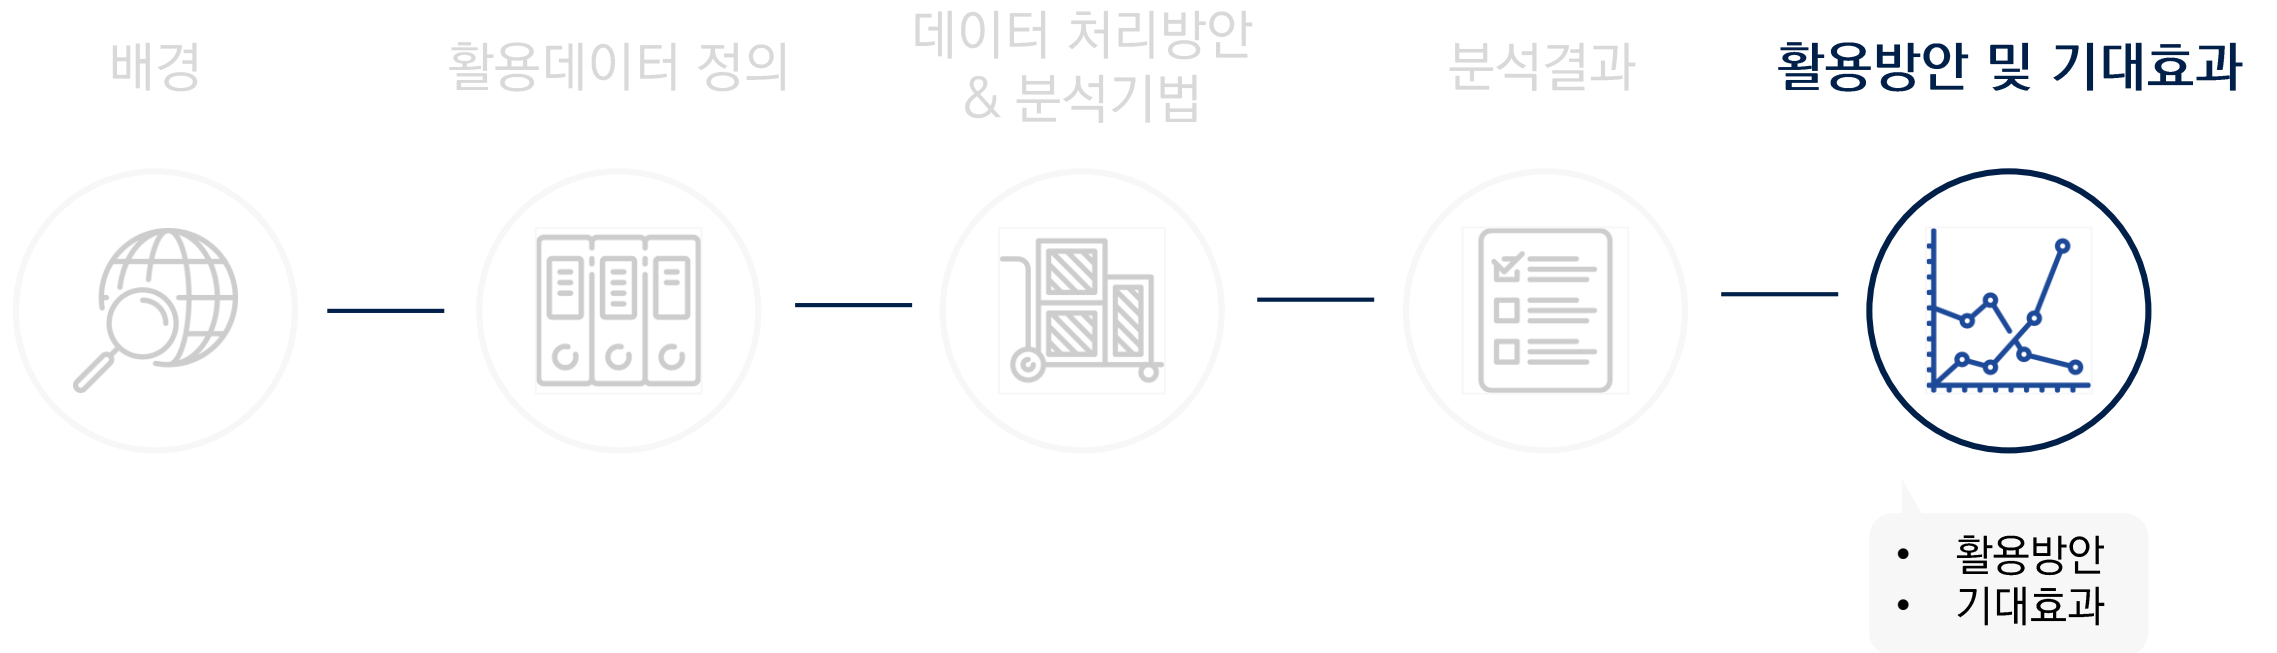 배경
활용데이터 정의
데이터 처리방안
& 분석기법
분석결과
활용방안 및 기대효과
• 활용방안
• 기대효과